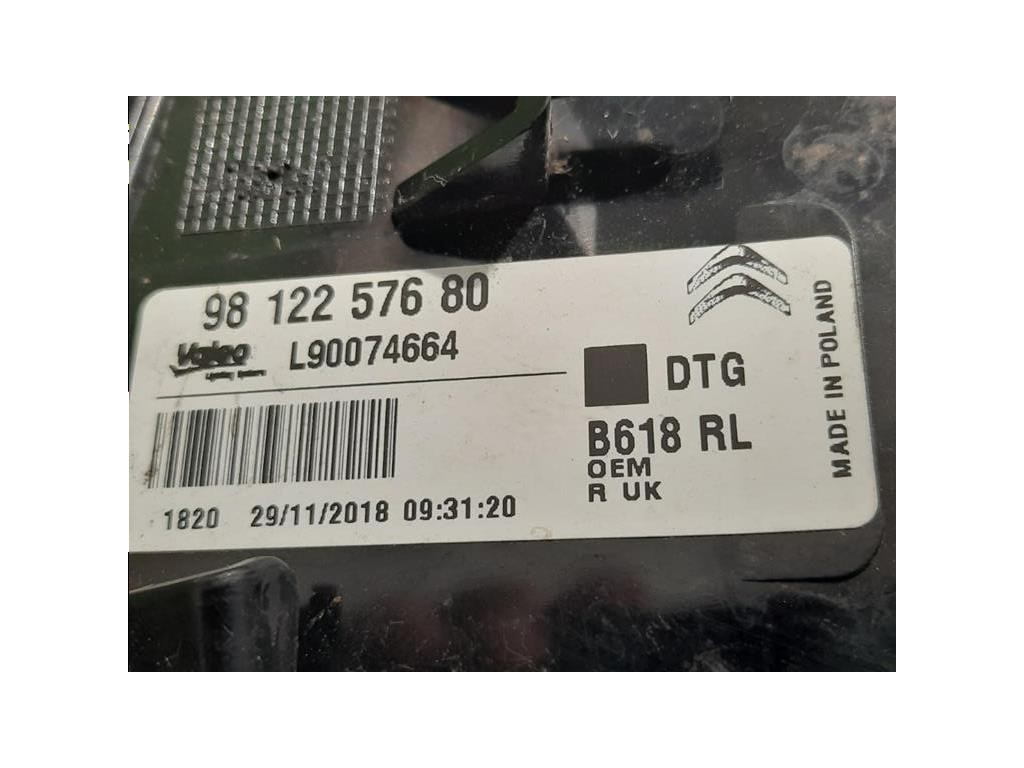 98 122 576 80
Valeo L90074664
DTG
B618 RL
OEM
R UK
1820 29/11/2018 09:31:20
MADE IN POLAND